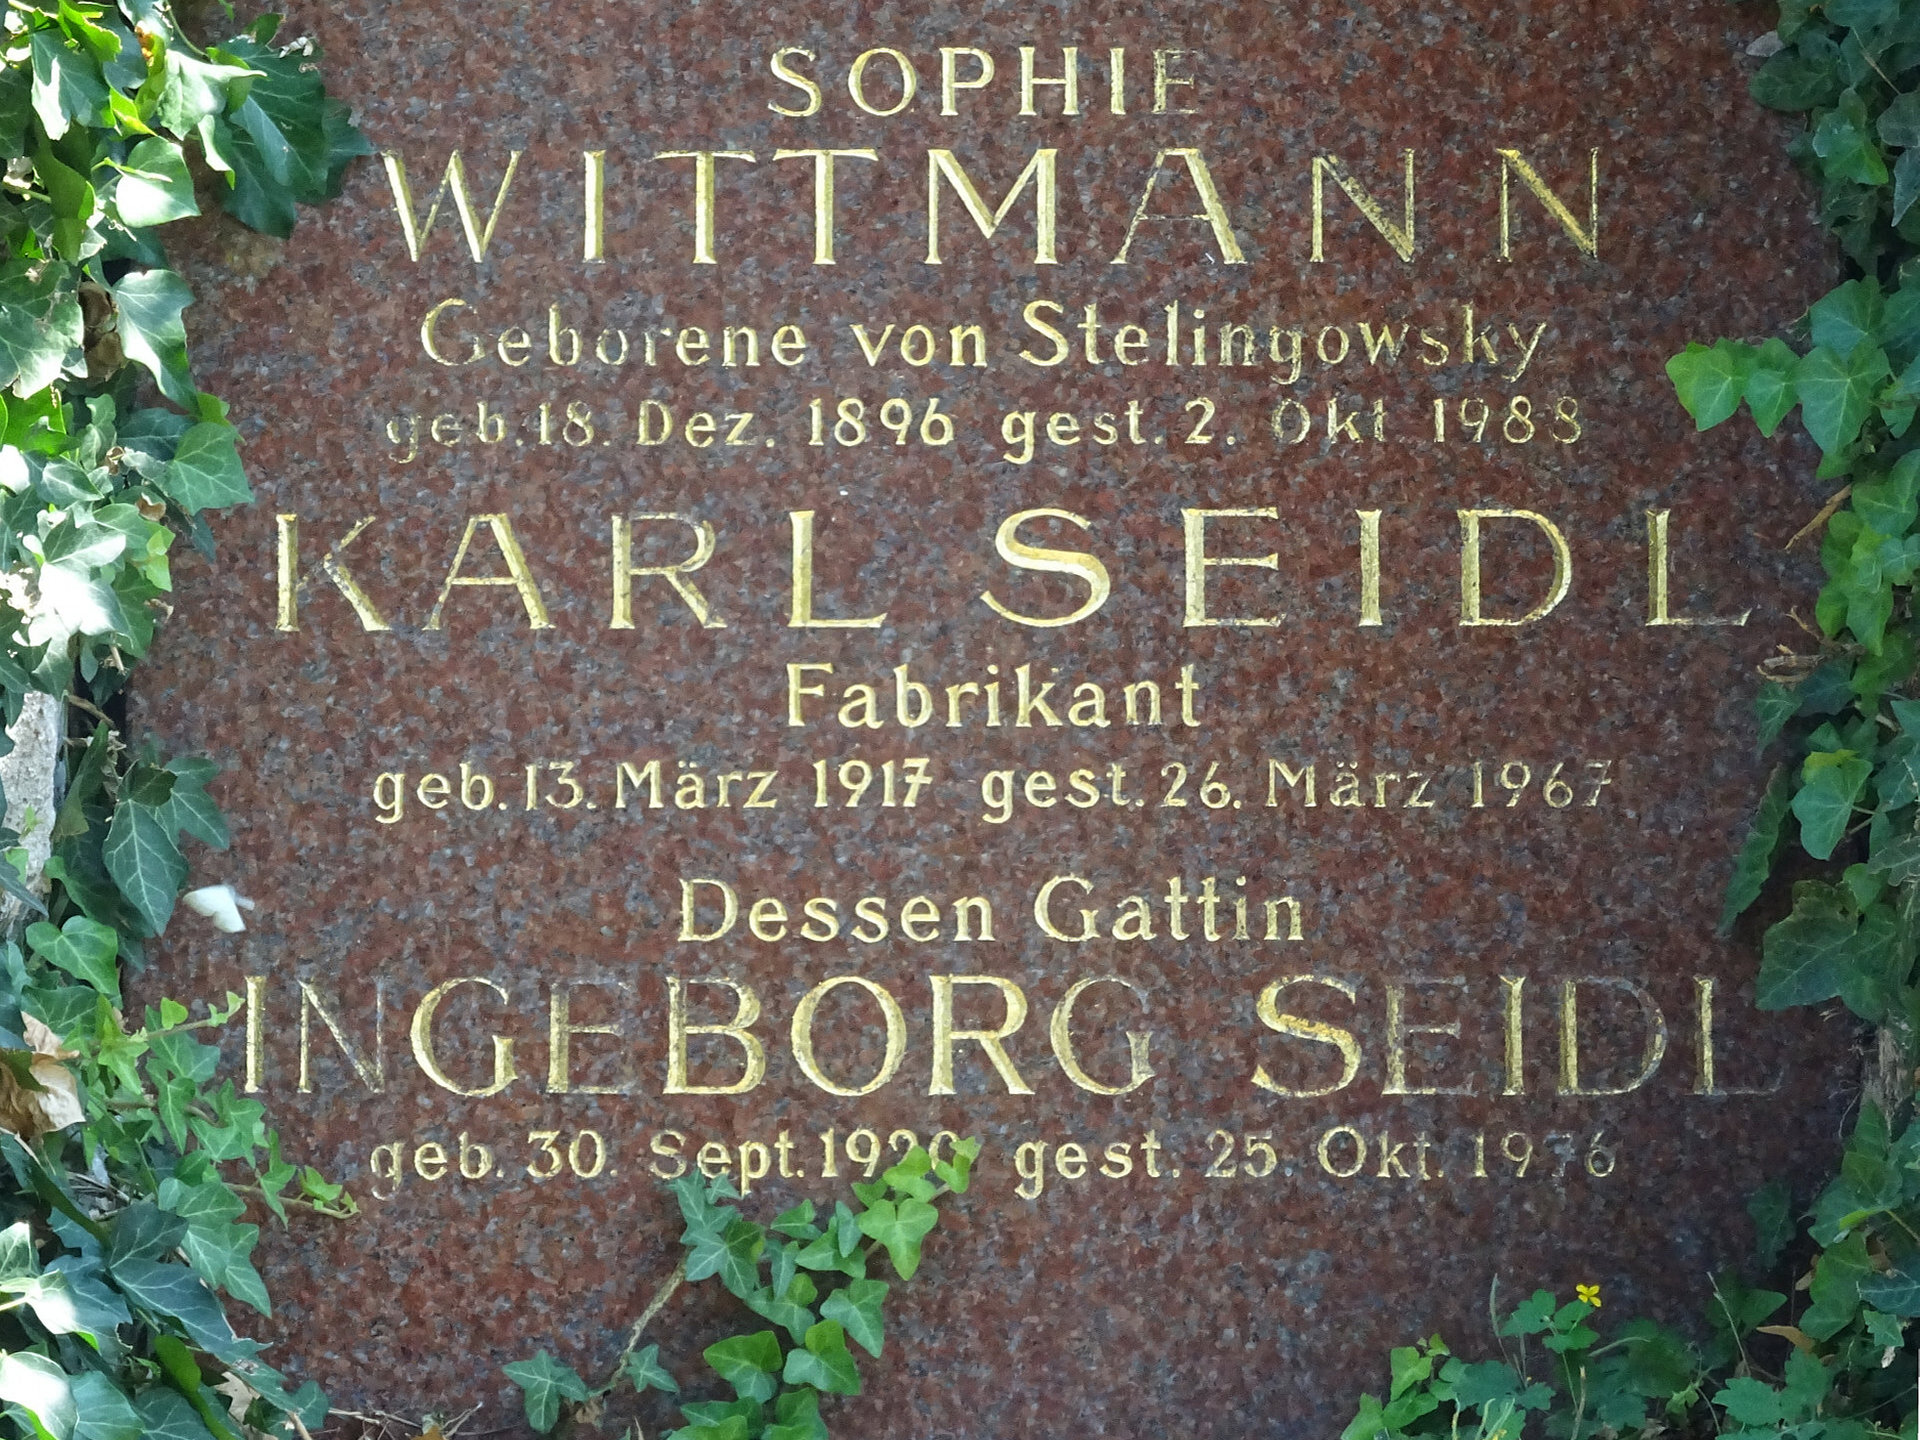 SOPHIE
WITTMANN
Geborene von Stelingowsky
geb. 18. Dez. 1896 gest. 2. Okt 1988
KARL SEIDL
Fabrikant
geb. 13. März 1917 gest. 26. März 1967
Dessen Gattin
INGEBORG SEIDL
geb. 30. Sept. 1920 gest. 25 Okt. 1976